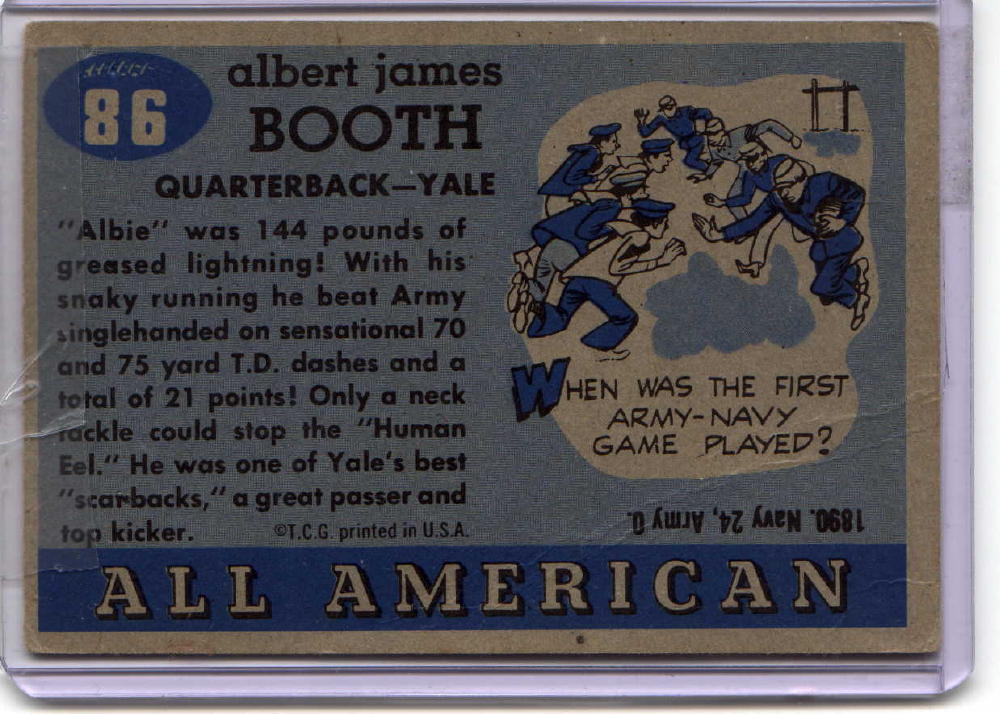 86
albert james
BOOTH
QUARTERBACK—YALE
"Albie" was 144 pounds of
greased lightning! With his
snaky running he beat Army
singlehanded on sensational 70
and 75 yard T.D. dashes and a
total of 21 points! Only a neck
tackle could stop the "Human
Eel." He was one of Yale's best
"scarbacks," a great passer and
top kicker.
©T.C.G. printed in U.S.A.
WHEN WAS THE FIRST
ARMY-NAVY
GAME PLAYED?
1890. Navy 24, Army 0.
ALL AMERICAN